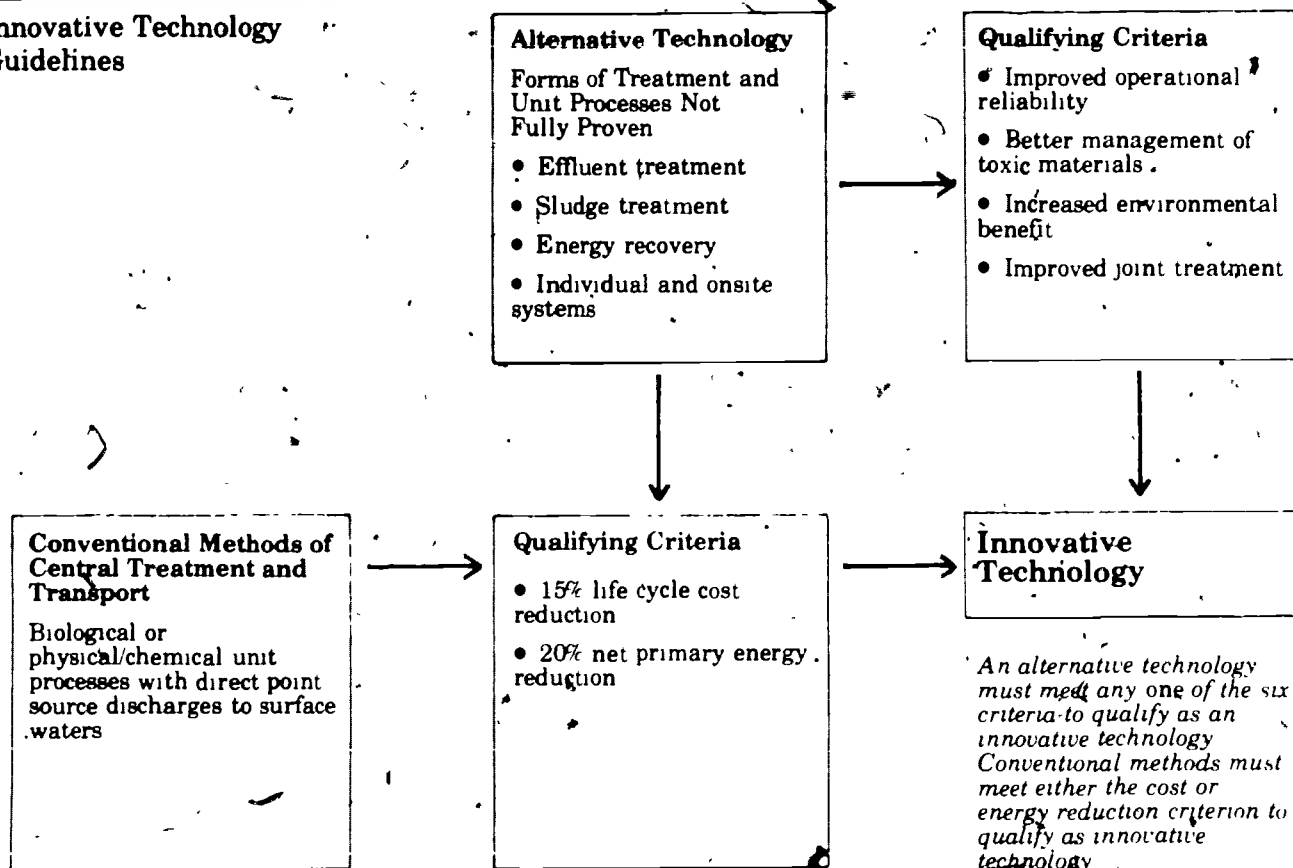 nnovative Technology
uidelines
Alternative Technology
Forms of Treatment and
Unit Processes Not
Fully Proven
• Effluent treatment
• Sludge treatment
• Energy recovery
• Individual and onsite
systems
Qualifying Criteria
• Improved operational
reliability
• Better management of
toxic materials.
• Increased environmental
benefit
• Improved joint treatment
Conventional Methods of
Central Treatment and
Transport
Biological or
physical/chemical unit
processes with direct point
source discharges to surface
waters
Qualifying Criteria
• 15% life cycle cost
reduction
• 20% net primary energy
reduction
Innovative
Technology
An alternative technology
must meet any one of the six
criteria to qualify as an
innovative technology
Conventional methods must
meet either the cost or
energy reduction criterion to
qualify as innovative
technology